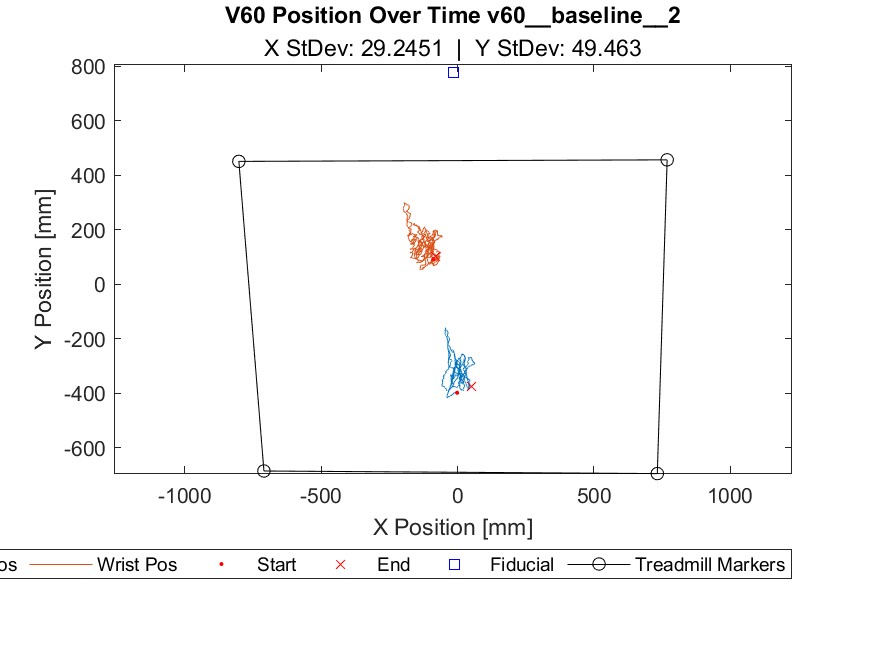 V60 Position Over Time v60__baseline__2
X StDev: 29.2451 | Y StDev: 49.463
800
600
400
200
0
-200
-400
-600
Y Position [mm]
-1000 -500 0 500 1000
X Position [mm]
os Wrist Pos Start End Fiducial Treadmill Markers